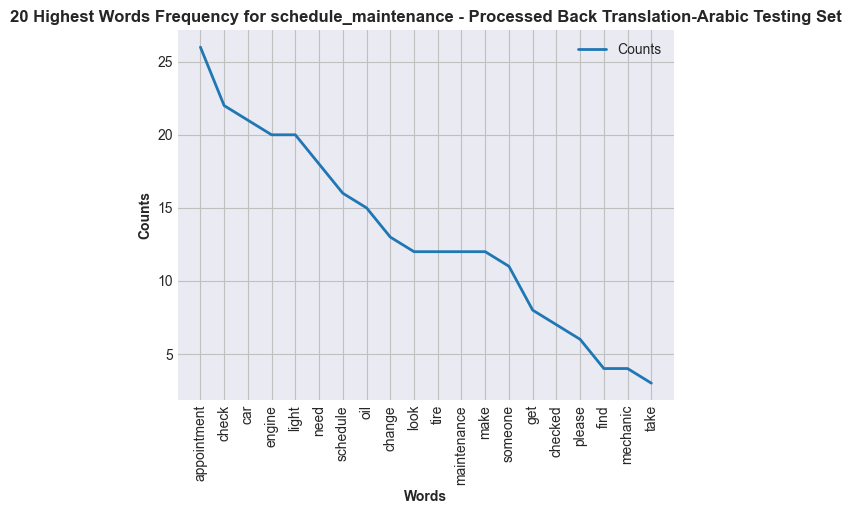 20 Highest Words Frequency for schedule_maintenance - Processed Back Translation-Arabic Testing Set
Counts
25
20
15
10
5
Counts
appointment
check
car
engine
light
need
schedule
oil
change
look
tire
maintenance
make
someone
get
checked
please
find
mechanic
take
Words